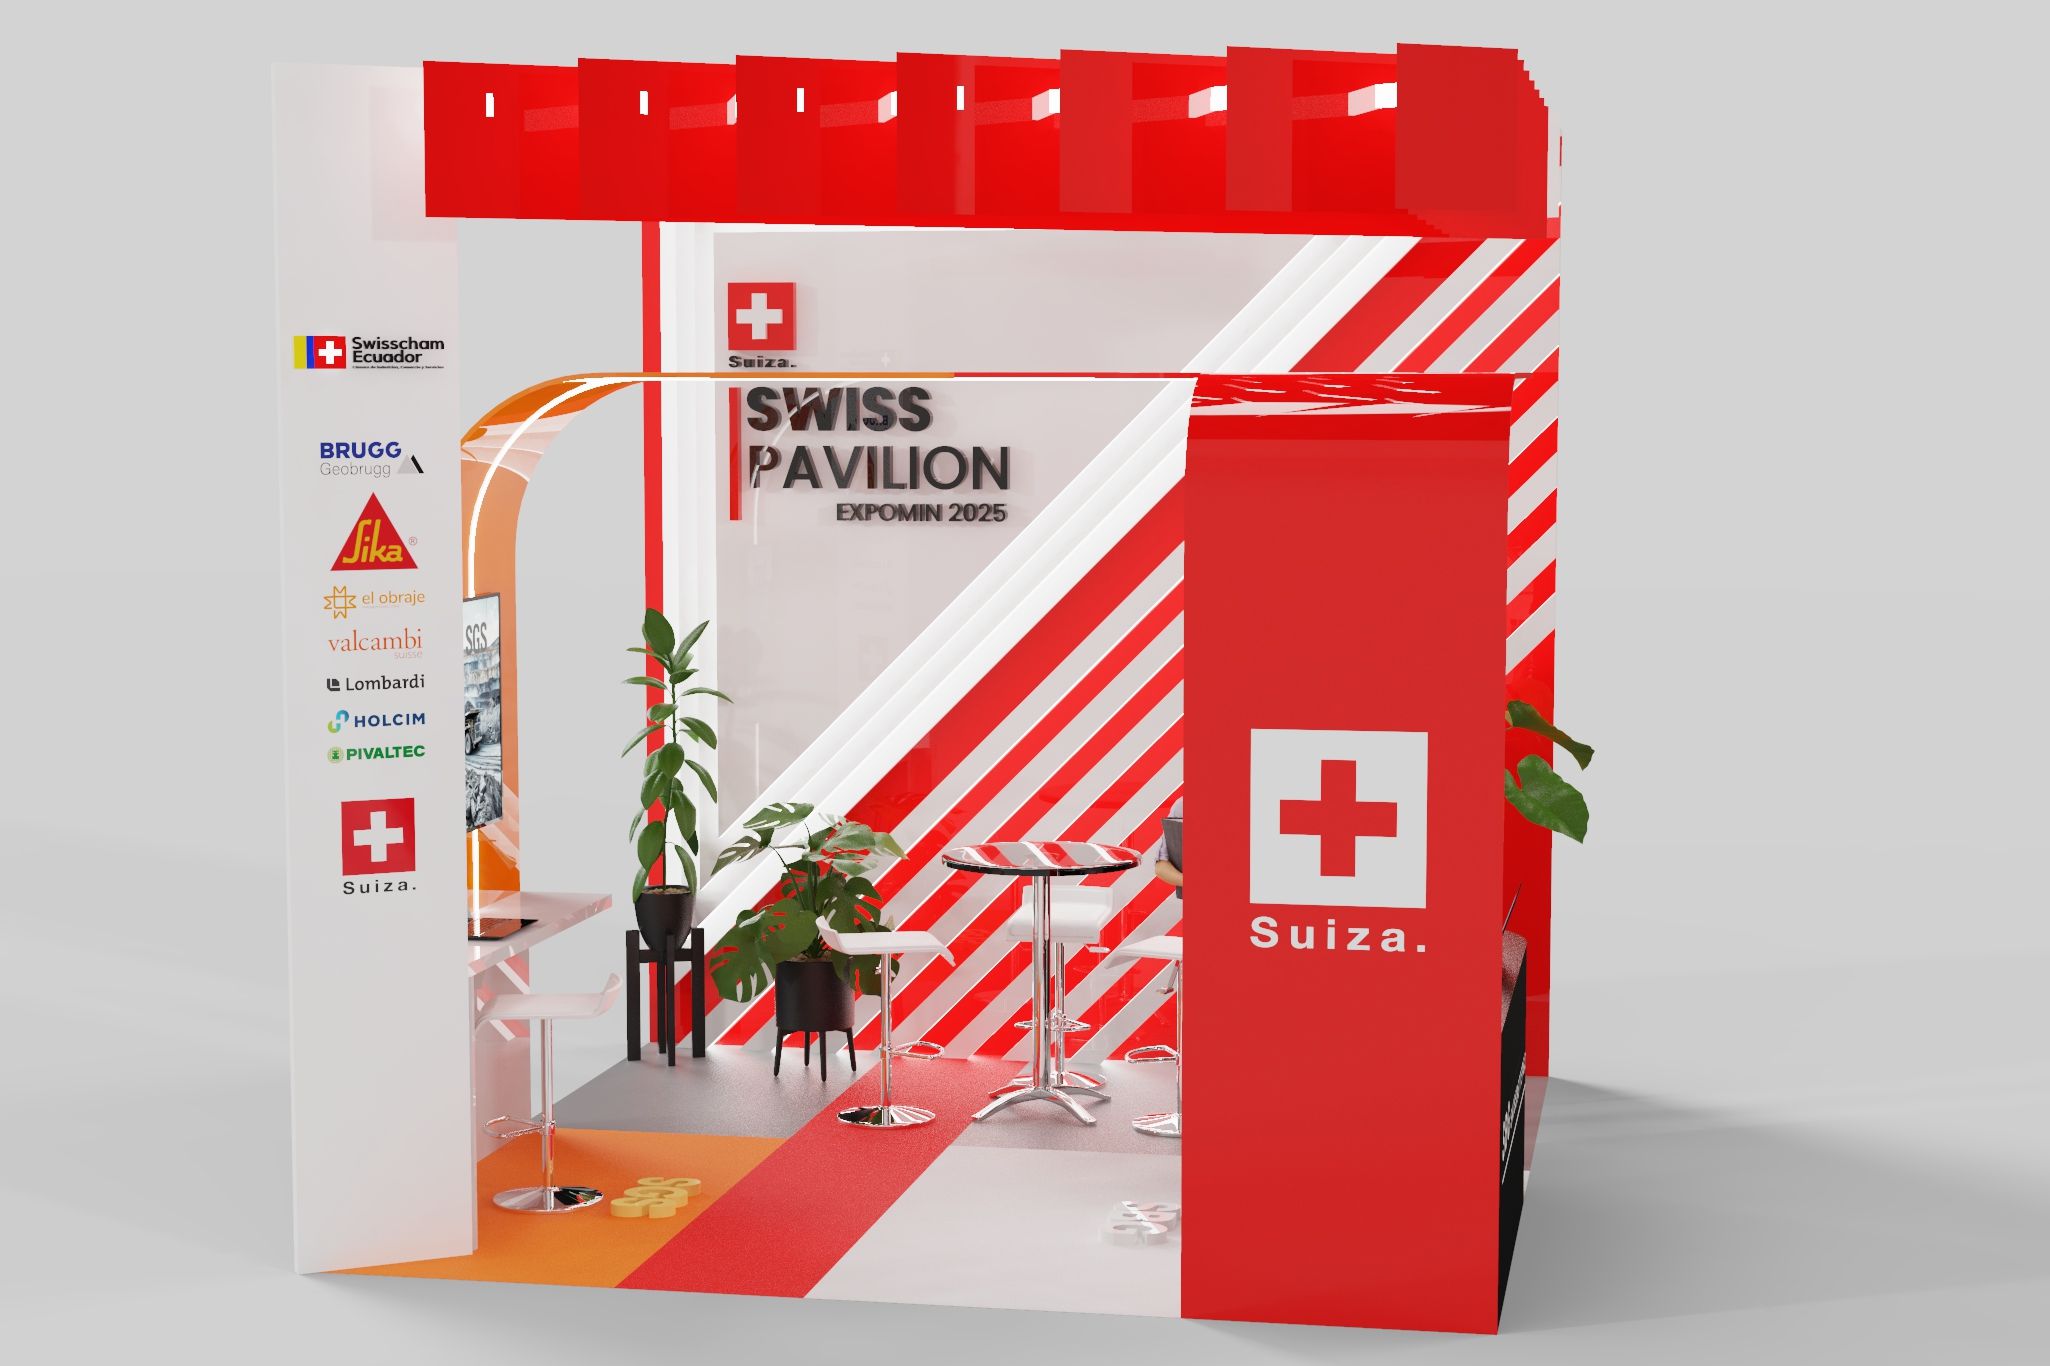 Swisscham
Ecuador
BRUGG
Geobrugg
Sika®
el obraje
valcambi
suisse
Lombardi
HOLCIM
PIVALTEC
Suiza.
SGS
Suiza.
SWISS
PAVILION
EXPOMIN 2025
SGS
Suiza.